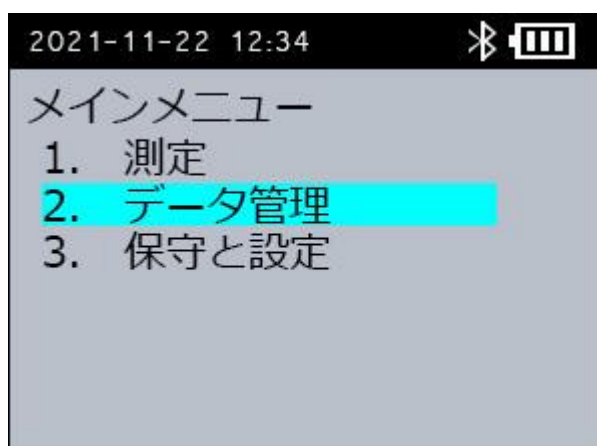 2021-11-22 12:34
メインメニュー
1. 測定
2. データ管理
3. 保守と設定